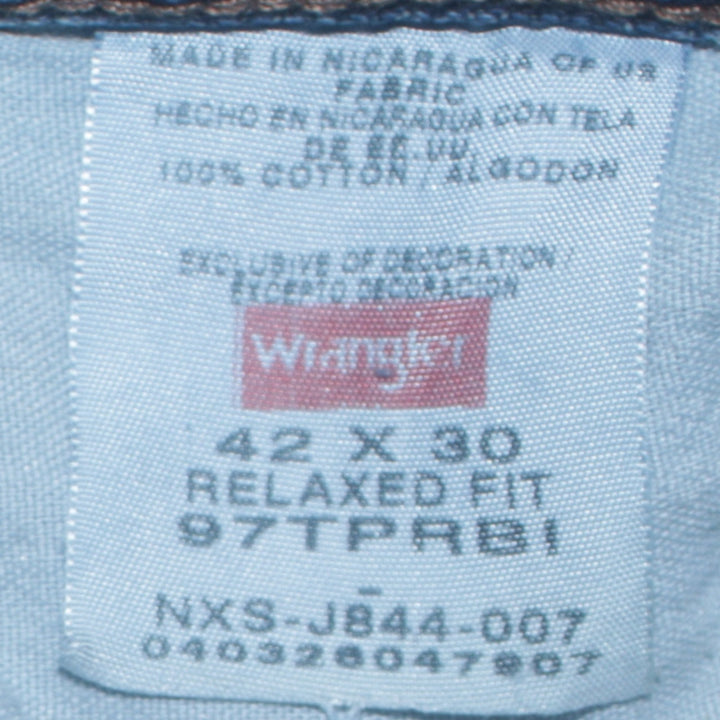 MADE IN NICARAGUA OF US
FABRIC
HECHO EN NICARAGUA CON TELA
DE EE.UU.
100% COTTON / ALGODON
EXCLUSIVE OF DECORATION /
EXCEPTO DECORACION
Wrangler
42 X 30
RELAXED FIT
97TPRBI
-
NXS-J844-007
040326047907